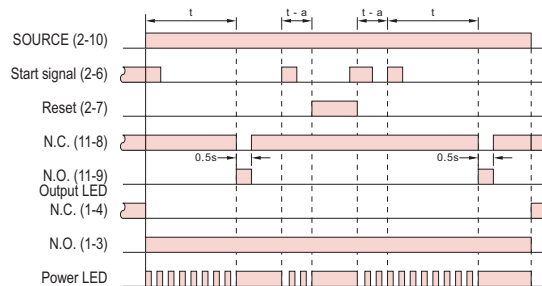 t
t - a
t - a
t
SOURCE (2-10)
Start signal (2-6)
Reset (2-7)
N.C. (11-8)
0.5s
0.5s
N.O. (11-9)
Output LED
N.C. (1-4)
N.O. (1-3)
Power LED